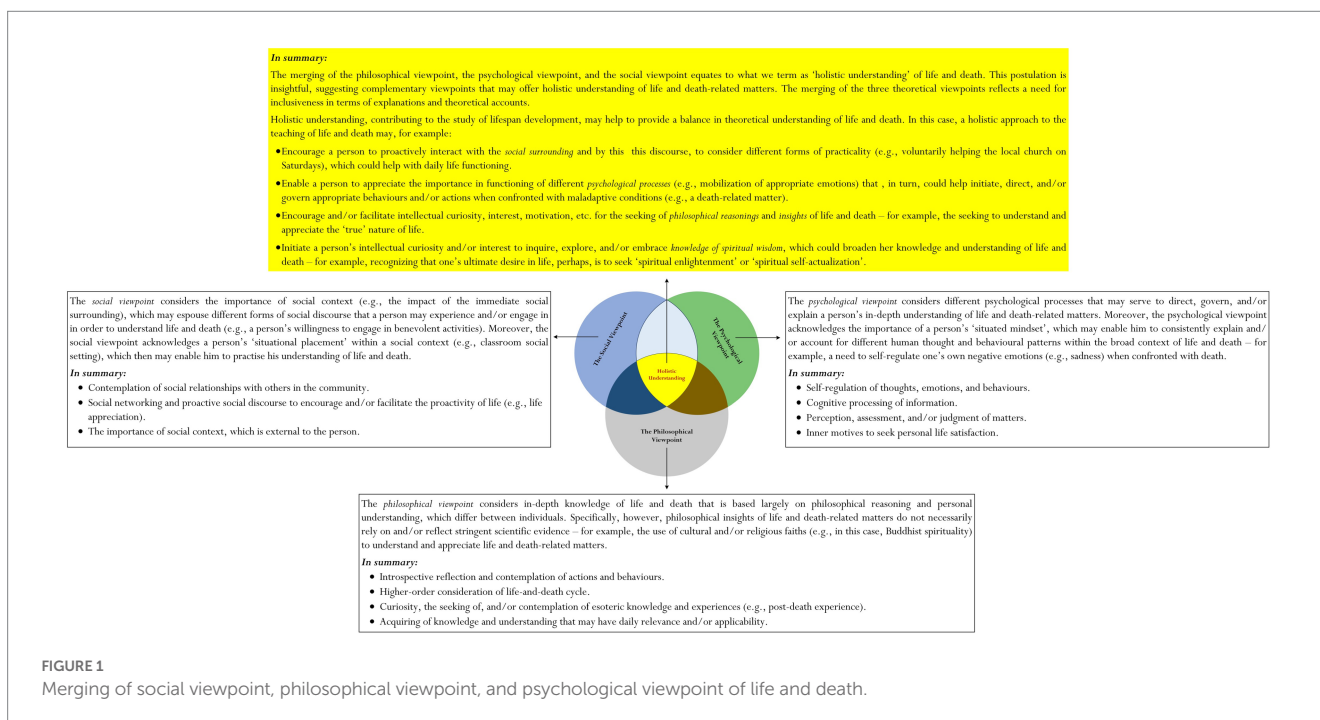 In summary:
The merging of the philosophical viewpoint, the psychological viewpoint, and the social viewpoint equates to what we term as ‘holistic understanding’ of life and death. This postulation is
insightful, suggesting complementary viewpoints that may offer holistic understanding of life and death-related matters. The merging of the three theoretical viewpoints reflects a need for
inclusiveness in terms of explanations and theoretical accounts.
Holistic understanding, contributing to the study of lifespan development, may help to provide a balance in theoretical understanding of life and death. In this case, a holistic approach to the
teaching of life and death may, for example:
•Encourage a person to proactively interact with the social surrounding and by this this discourse, to consider different forms of practicality (e.g., voluntarily helping the local church on
Saturdays), which could help with daily life functioning.
•Enable a person to appreciate the importance in functioning of different psychological processes (e.g., mobilization of appropriate emotions) that , in turn, could help initiate, direct, and/or
govern appropriate behaviours and/or actions when confronted with maladaptive conditions (e.g., a death-related matter).
•Encourage and/or facilitate intellectual curiosity, interest, motivation, etc. for the seeking of philosophical reasonings and insights of life and death – for example, the seeking to understand and
appreciate the ‘true’ nature of life.
•Initiate a person’s intellectual curiosity and/or interest to inquire, explore, and/or embrace knowledge of spiritual wisdom, which could broaden her knowledge and understanding of life and
death – for example, recognizing that one’s ultimate desire in life, perhaps, is to seek ‘spiritual enlightenment’ or ‘spiritual self-actualization’.
The social viewpoint considers the importance of social context (e.g., the impact of the immediate social
surrounding), which may espouse different forms of social discourse that a person may experience and/or engage in
in order to understand life and death (e.g., a person’s willingness to engage in benevolent activities). Moreover, the
social viewpoint acknowledges a person’s ‘situational placement’ within a social context (e.g., classroom social
setting), which then may enable him to practise his understanding of life and death.
In summary:
• Contemplation of social relationships with others in the community.
• Social networking and proactive social discourse to encourage and/or facilitate the proactivity of life (e.g., life
appreciation).
• The importance of social context, which is external to the person.
The Social Viewpoint
The Psychological
Viewpoint
Holistic
Understanding
The Philosophical
Viewpoint
The psychological viewpoint considers different psychological processes that may serve to direct, govern, and/or
explain a person’s in-depth understanding of life and death. Moreover, the psychological viewpoint
acknowledges the importance of a person’s ‘situated mindset’, which may enable him to consistently explain and/
or account for different human thought and behavioural patterns within the broad context of life and death – for
example, a need to self-regulate one’s own negative emotions (e.g., sadness) when confronted with death.
In summary:
• Self-regulation of thoughts, emotions, and behaviours.
• Cognitive processing of information.
• Perception, assessment, and/or judgment of matters.
• Inner motives to seek personal life satisfaction.
The philosophical viewpoint considers in-depth knowledge of life and death that is based largely on philosophical reasoning and personal
understanding, which differ between individuals. Specifically, however, philosophical insights of life and death-related matters do not necessarily
rely on and/or reflect stringent scientific evidence – for example, the use of cultural and/or religious faiths (e.g., in this case, Buddhist spirituality)
to understand and appreciate life and death-related matters.
In summary:
• Introspective reflection and contemplation of actions and behaviours.
• Higher-order consideration of life-and-death cycle.
• Curiosity, the seeking of, and/or contemplation of esoteric knowledge and experiences (e.g., post-death experience).
• Acquiring of knowledge and understanding that may have daily relevance and/or applicability.
FIGURE 1
Merging of social viewpoint, philosophical viewpoint, and psychological viewpoint of life and death.